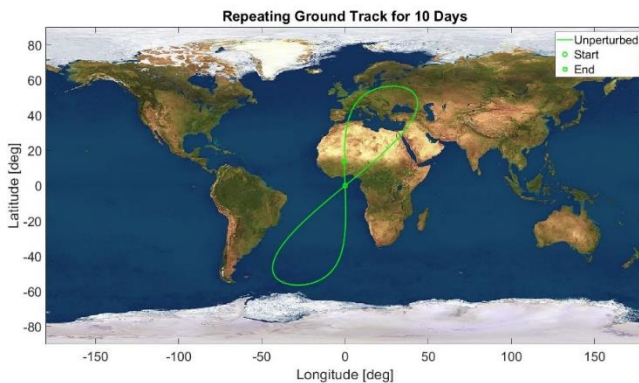 Repeating Ground Track for 10 Days
Unperturbed
Start
End
Latitude [deg]
80
60
40
20
0
-20
-40
-60
-80
-150
-100
-50
0
50
100
150
Longitude [deg]